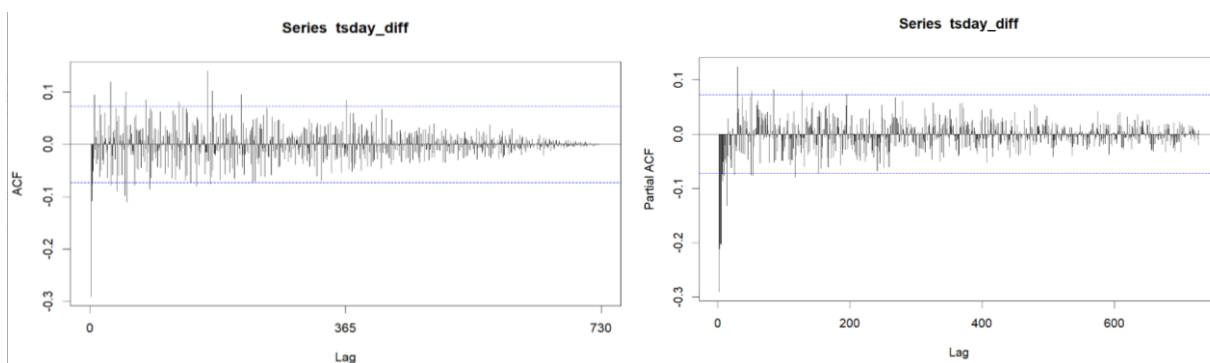 Series tsday_diff
ACF
0.1
0.0
-0.1
-0.2
-0.3
0 365 730
Lag
Series tsday_diff
Partial ACF
0.1
0.0
-0.1
-0.2
-0.3
0 200 400 600
Lag